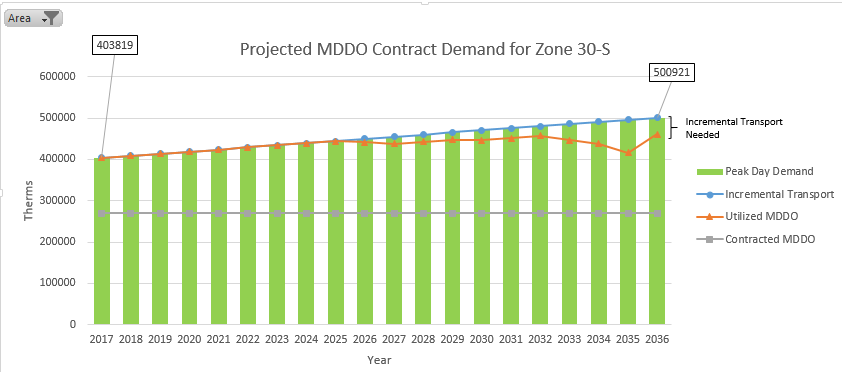 Area
403819
Projected MDDO Contract Demand for Zone 30-S
500921
600000
500000
400000
300000
200000
100000
0
Therms
Incremental Transport
Needed
Peak Day Demand
Incremental Transport
Utilized MDDO
Contracted MDDO
2017 2018 2019 2020 2021 2022 2023 2024 2025 2026 2027 2028 2029 2030 2031 2032 2033 2034 2035 2036
Year